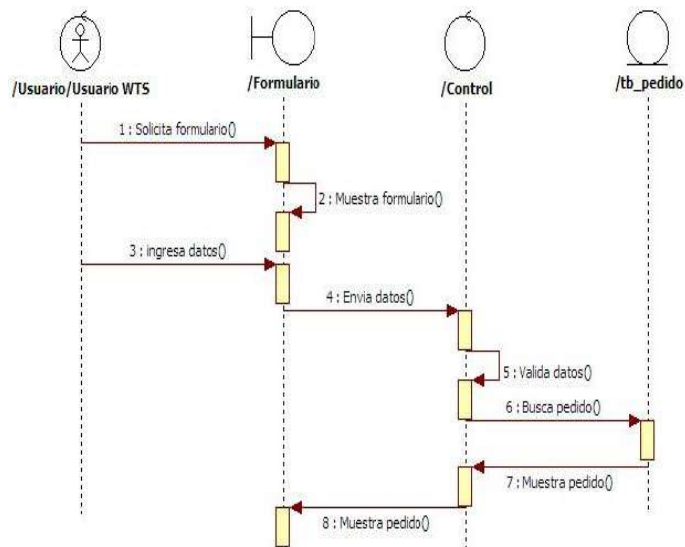 /Usuario/Usuario WTS
/Formulario
/Control
/tb_pedido
1 : Solicita formulario()
2 : Muestra formulario()
3 : ingresa datos()
4 : Envia datos()
5 : Valida datos()
6 : Busca pedido()
7 : Muestra pedido()
8 : Muestra pedido()